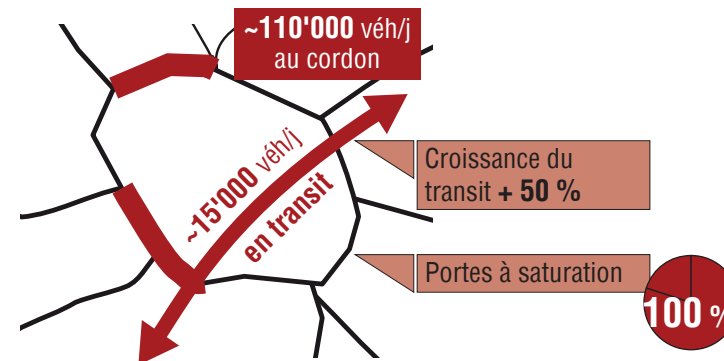 ~110'000 véh/j
au cordon
~15'000 véh/j
en transit
Croissance du
transit + 50 %
Portes à saturation
100 %